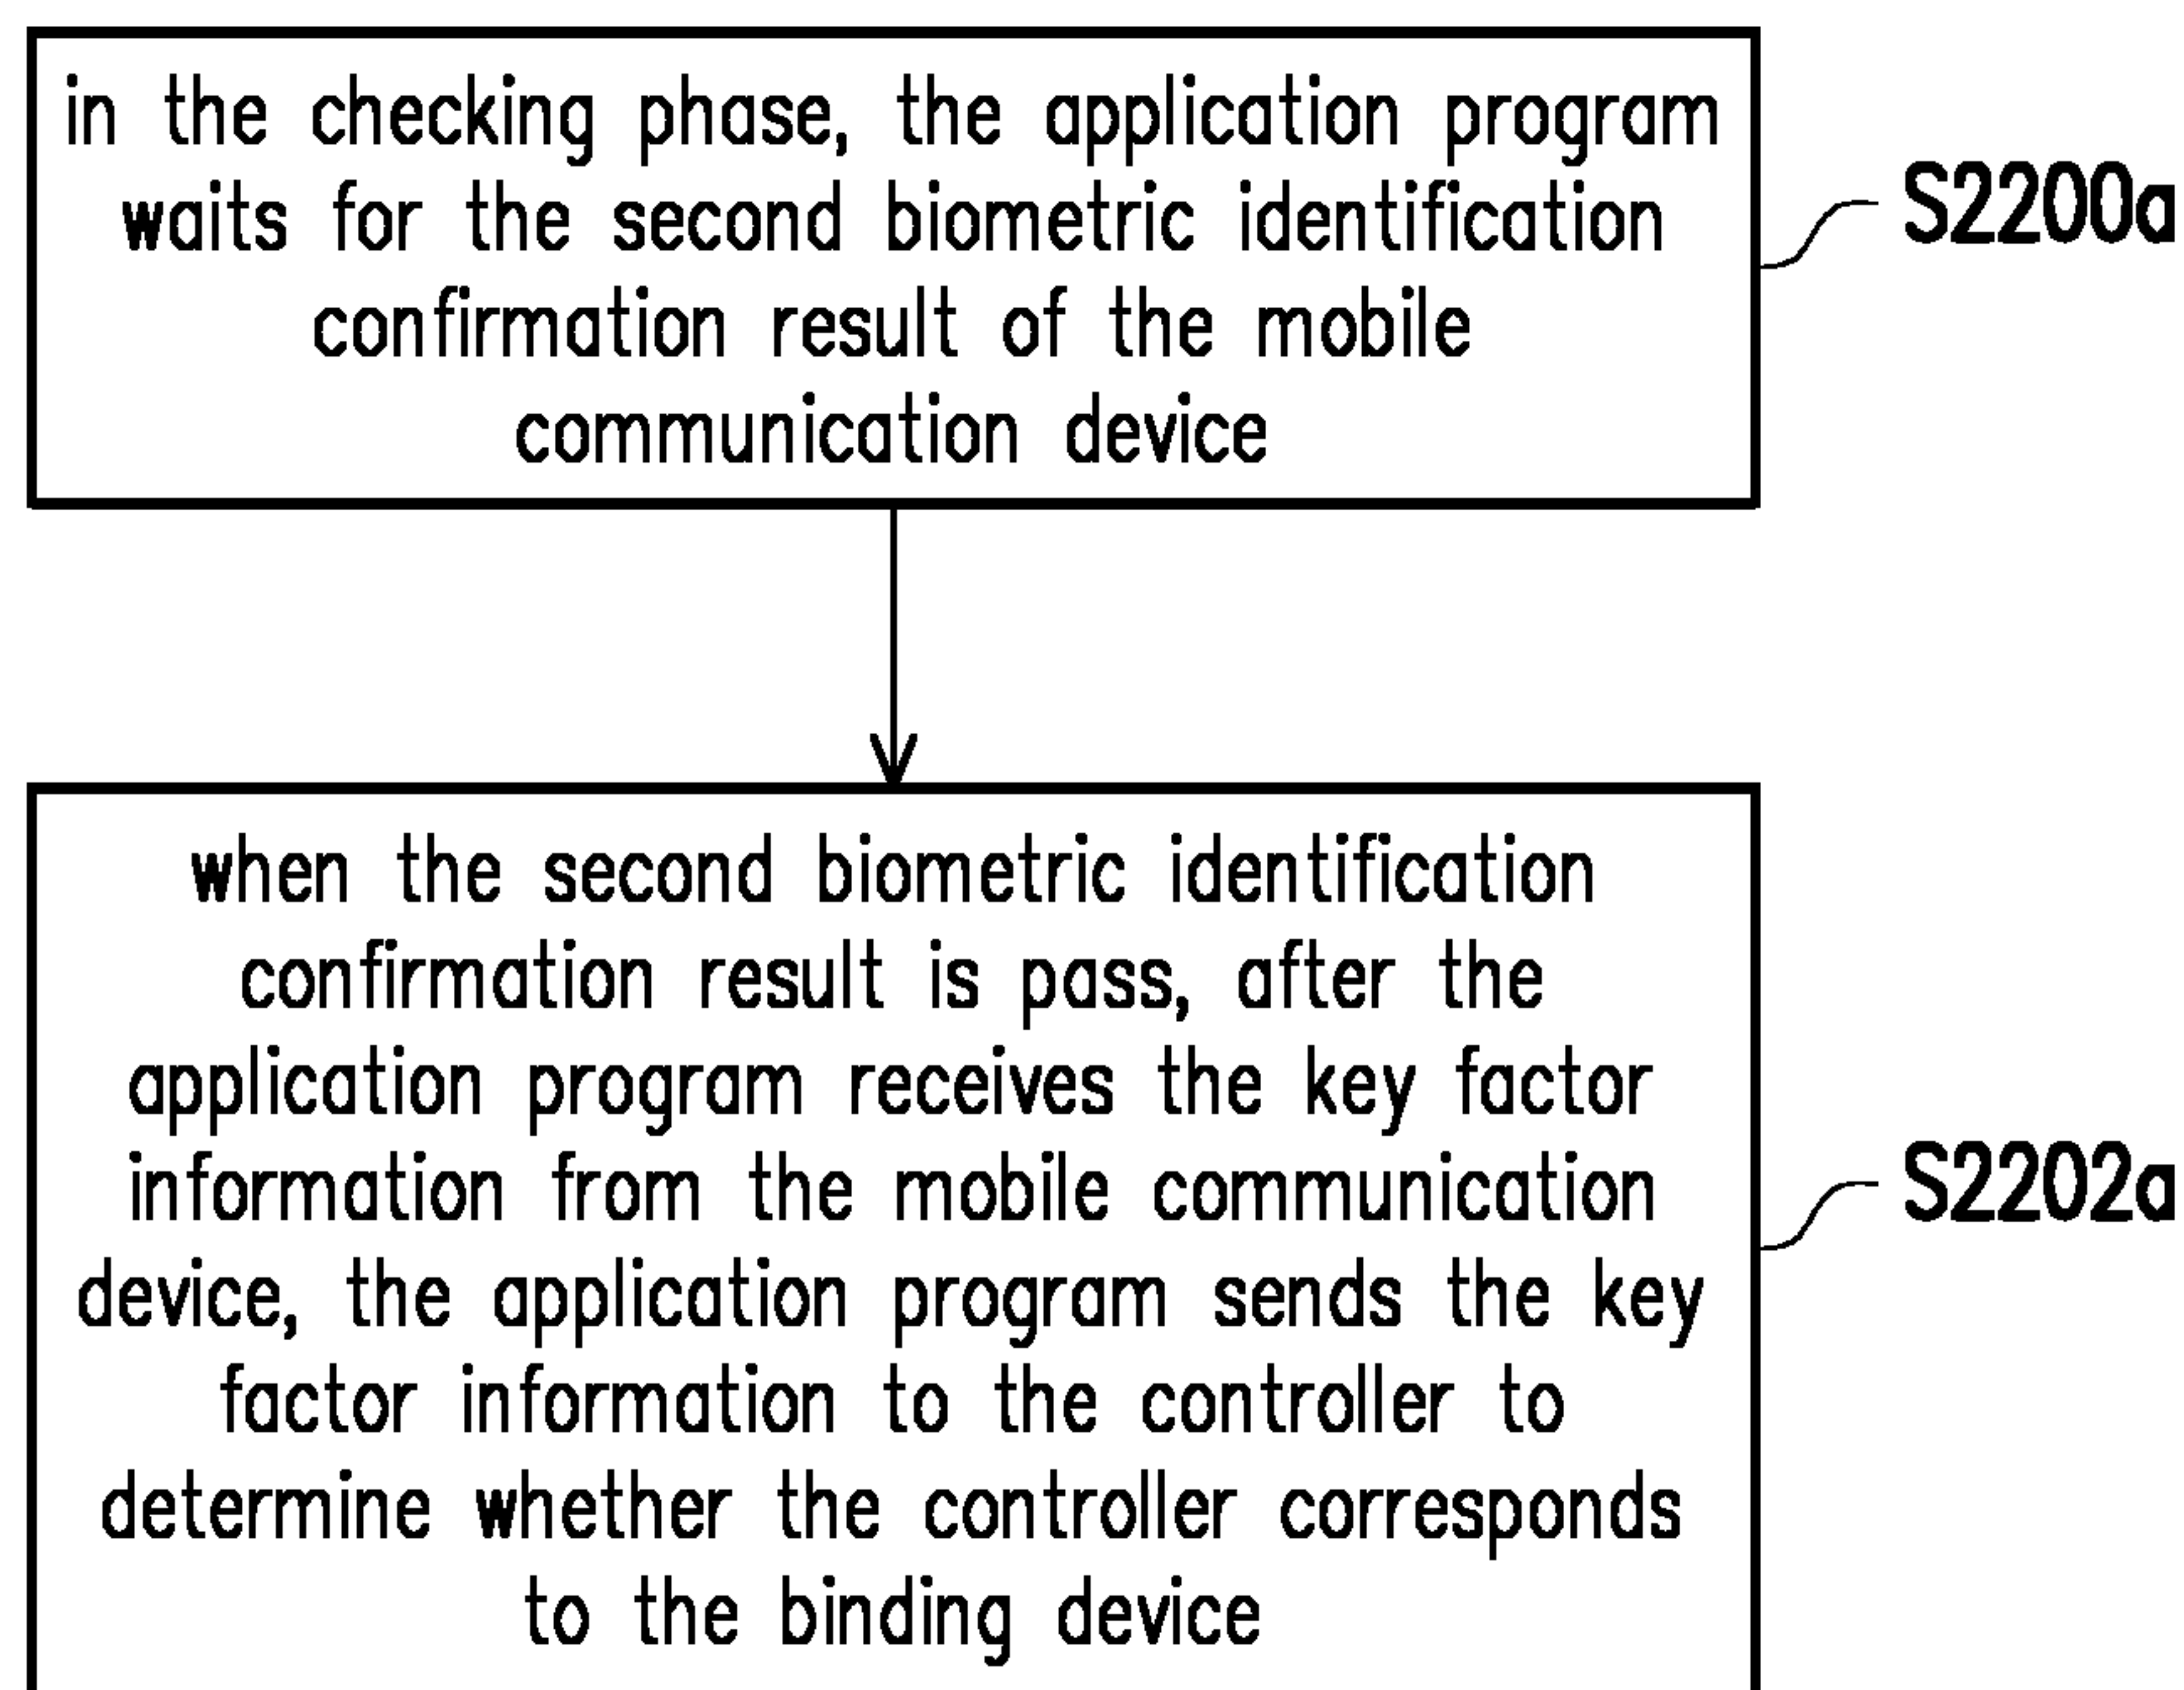 in the checking phase, the application program
waits for the second biometric identification
confirmation result of the mobile
communication device
S2200a
when the second biometric identification
confirmation result is pass, after the
application program receives the key factor
information from the mobile communication
device, the application program sends the key
factor information to the controller to
determine whether the controller corresponds
to the binding device
S2202a